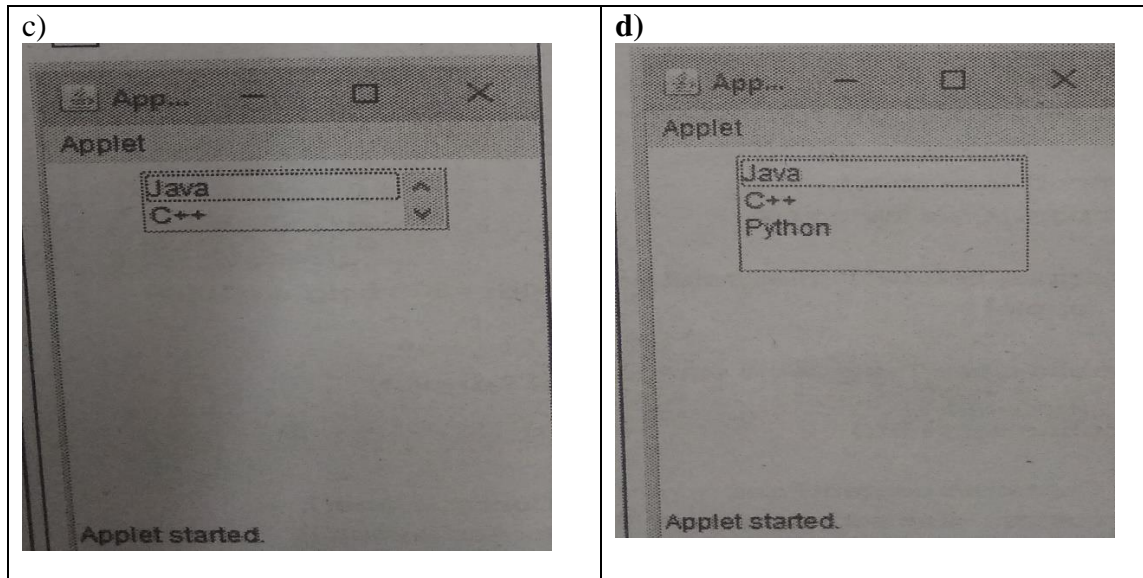 c)
App...
Applet
Java
C++
Applet started.
d)
App...
Applet
Java
C++
Python
Applet started.